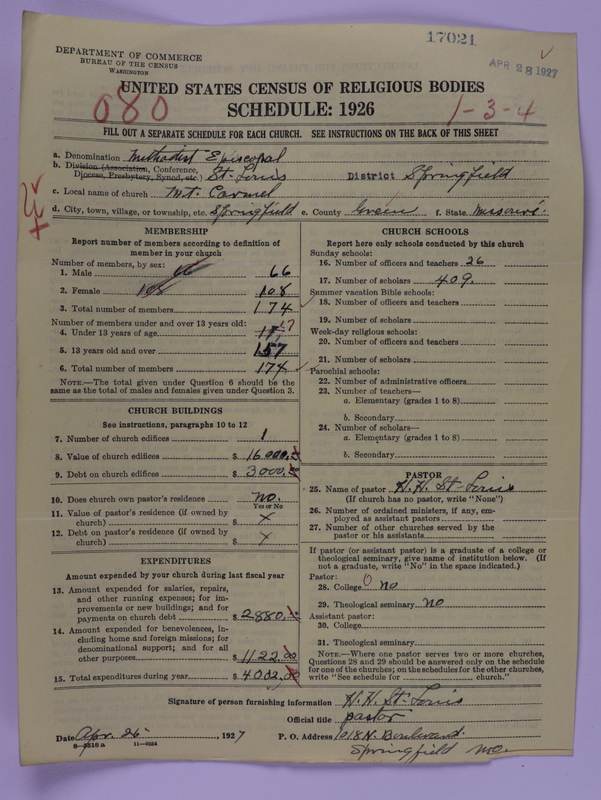 17021
APR 28 1927
DEPARTMENT OF COMMERCE
BUREAU OF THE CENSUS
WASHINGTON
UNITED STATES CENSUS OF RELIGIOUS BODIES
080
SCHEDULE: 1926
1-3-4
FILL OUT A SEPARATE SCHEDULE FOR EACH CHURCH. SEE INSTRUCTIONS ON THE BACK OF THIS SHEET
a. Denomination Methodist Episcopal
b. Division (Association, Conference, Diocese, Presbytery, Synod, etc.) St. Louis District Springfield
c. Local name of church Mt. Carmel
d. City, town, village, or township, etc. Springfield e. County Green f. State Missouri
MEMBERSHIP
Report number of members according to definition of
member in your church
Number of members, by sex:
1. Male 66 66
2. Female 108 108
3. Total number of members 174
Number of members under and over 13 years old:
4. Under 13 years of age 17
5. 13 years old and over 157
6. Total number of members 174
NOTE.—The total given under Question 6 should be
same as the total of males and females given under Question 3.
CHURCH BUILDINGS
See instructions, paragraphs 10 to 12
7. Number of church edifices 1
8. Value of church edifices $ 16000
9. Debt on church edifices $ 3000
10. Does church own pastor's residence no.
Yes or No
11. Value of pastor's residence (if owned by
church) $ X
12. Debt on pastor's residence (if owned by
church) $ X
EXPENDITURES
Amount expended by your church during last fiscal year
13. Amount expended for salaries, repairs,
and other running expenses; for im-
provements or new buildings; and for
payments on church debt $ 2880.
14. Amount expended for benevolences, in-
cluding home and foreign missions; for
denominational support; and for all
other purposes $ 1122.00
15. Total expenditures during year $ 4002.00
CHURCH SCHOOLS
Report here only schools conducted by this church
Sunday schools:
16. Number of officers and teachers 26
17. Number of scholars 409.
Summer vacation Bible schools:
18. Number of officers and teachers
19. Number of scholars
Week-day religious schools:
20. Number of officers and teachers
21. Number of scholars
Parochial schools:
22. Number of administrative officers
23. Number of teachers—
a. Elementary (grades 1 to 8)
b. Secondary
24. Number of scholars—
a. Elementary (grades 1 to 8)
b. Secondary
PASTOR
25. Name of pastor H. H. St. Louis
(If church has no pastor, write "None")
26. Number of ordained ministers, if any, em-
ployed as assistant pastors
27. Number of other churches served by the
pastor or his assistants
If pastor (or assistant pastor) is a graduate of a college or
theological seminary, give name of institution below. (If
not a graduate, write "No" in the space indicated.)
Pastor:
28. College 0 no
29. Theological seminary no
Assistant pastor:
30. College
31. Theological seminary
NOTE.—Where one pastor serves two or more churches,
Questions 28 and 29 should be answered only on the schedule
for one of the churches; on the schedules for the other churches,
write "See schedule for church."
Signature of person furnishing information H. H. St. Louis
Official title pastor
Date Apr. 26 , 1927 P. O. Address 1018 N. Boulevard.
8-2518 a 11-9024 Springfield Mo.